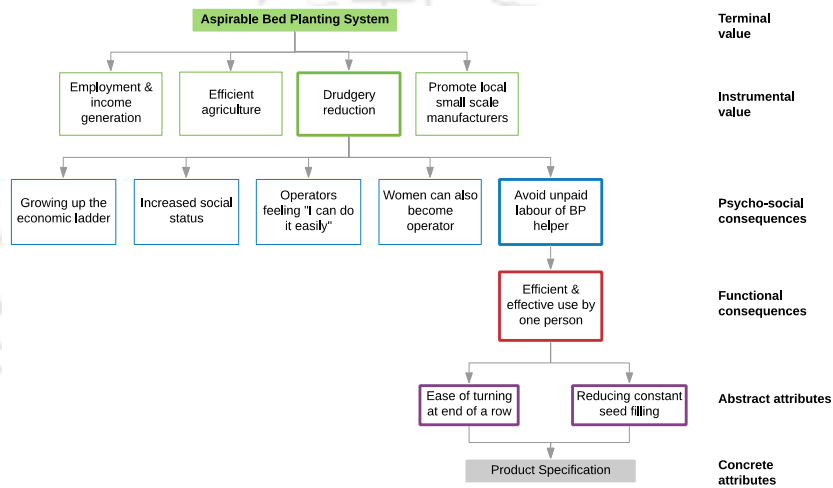 Aspirable Bed Planting System
Terminal
value
Employment &
income
generation
Efficient
agriculture
Drudgery
reduction
Promote local
small scale
manufacturers
Instrumental
value
Growing up the
economic ladder
Increased social
status
Operators
feeling "I can do
it easily"
Women can also
become
operator
Avoid unpaid
labour of BP
helper
Psycho-social
consequences
Efficient &
effective use by
one person
Functional
consequences
Ease of turning
at end of a row
Reducing constant
seed filling
Abstract attributes
Product Specification
Concrete
attributes